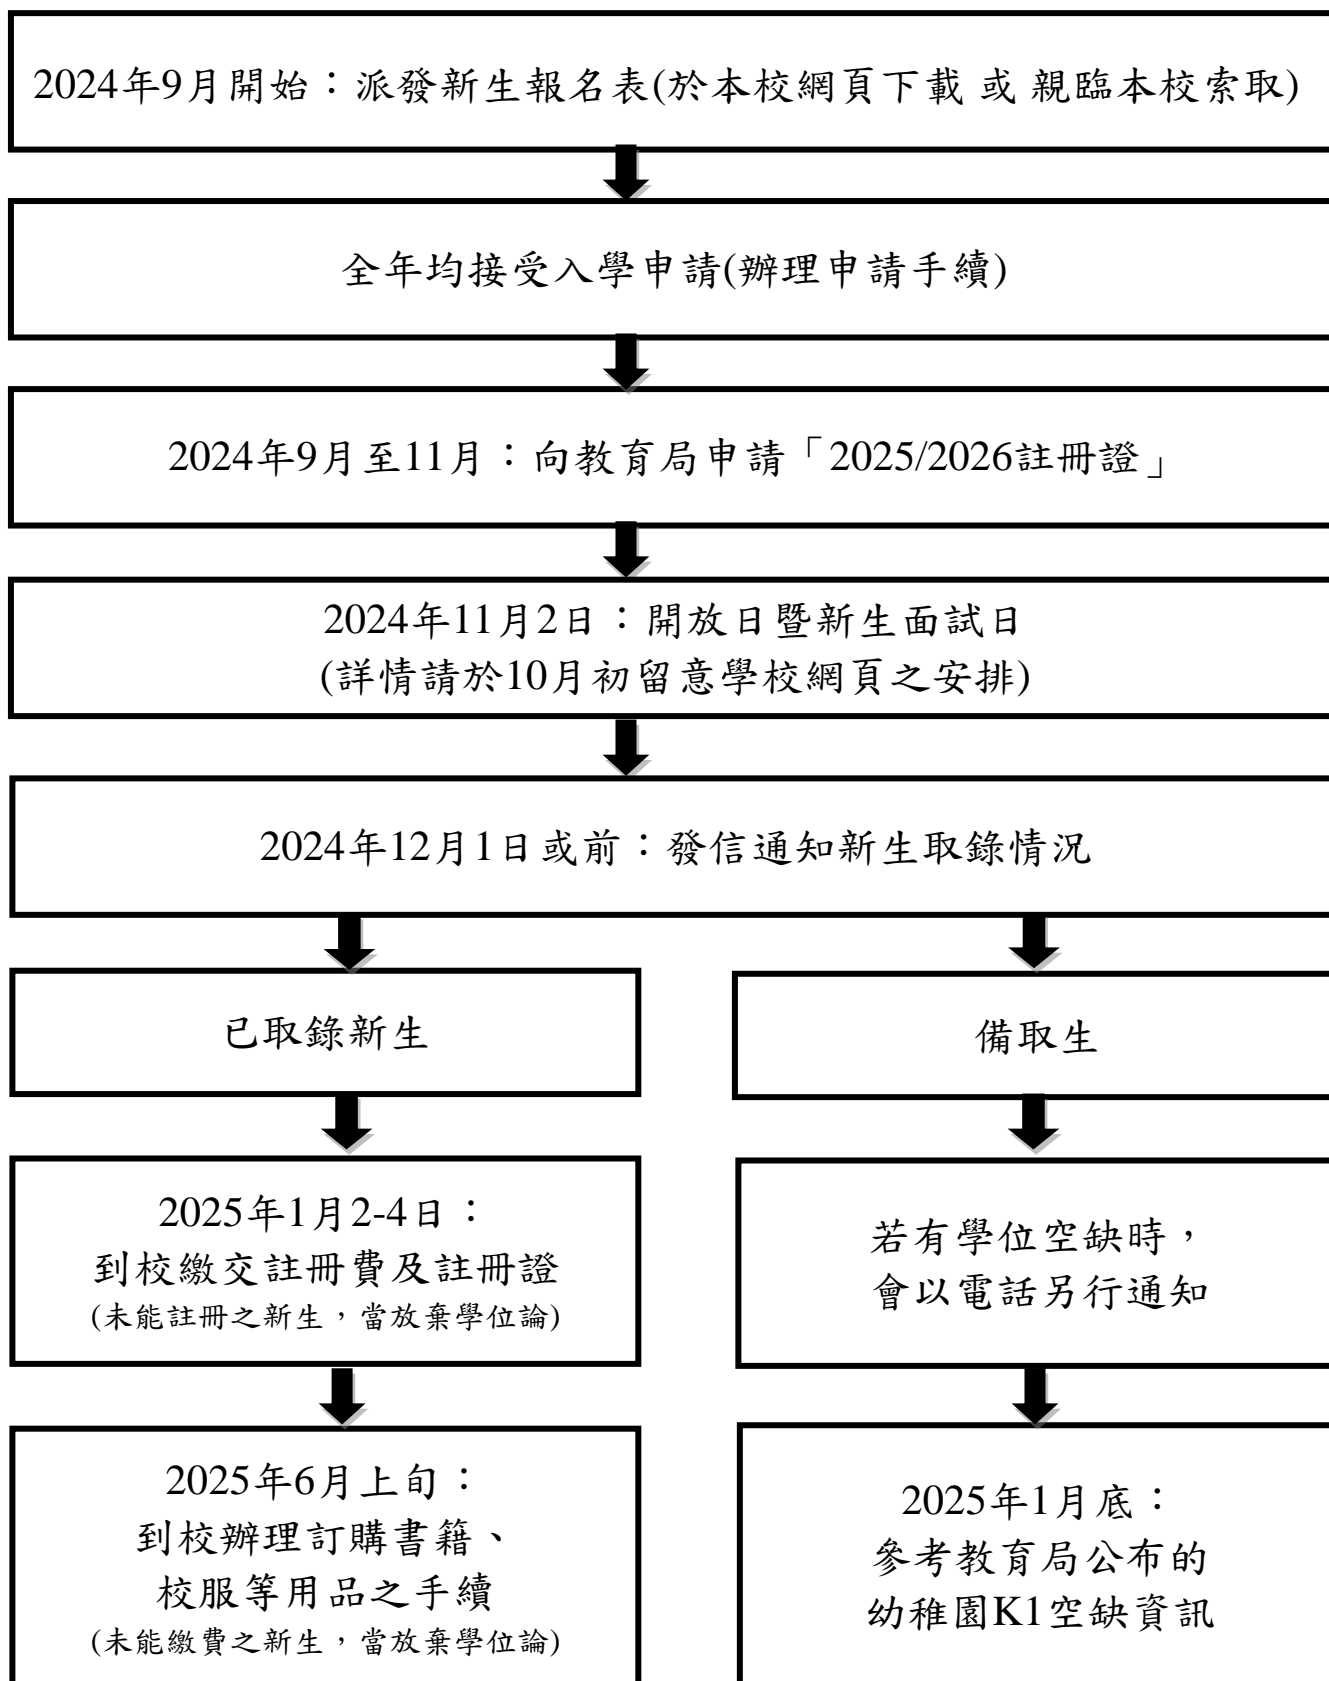 2024年9月開始：派發新生報名表(於本校網頁下載 或 親臨本校索取)
全年均接受入學申請(辦理申請手續)
2024年9月至11月：向教育局申請「2025/2026註冊證」
2024年11月2日：開放日暨新生面試日
(詳情請於10月初留意學校網頁之安排)
2024年12月1日或前：發信通知新生取錄情況
已取錄新生
備取生
2025年1月2-4日：
到校繳交註冊費及註冊證
(未能註冊之新生，當放棄學位論)
若有學位空缺時，
會以電話另行通知
2025年6月上旬：
到校辦理訂購書籍、
校服等用品之手續
(未能繳費之新生，當放棄學位論)
2025年1月底：
參考教育局公布的
幼稚園K1空缺資訊